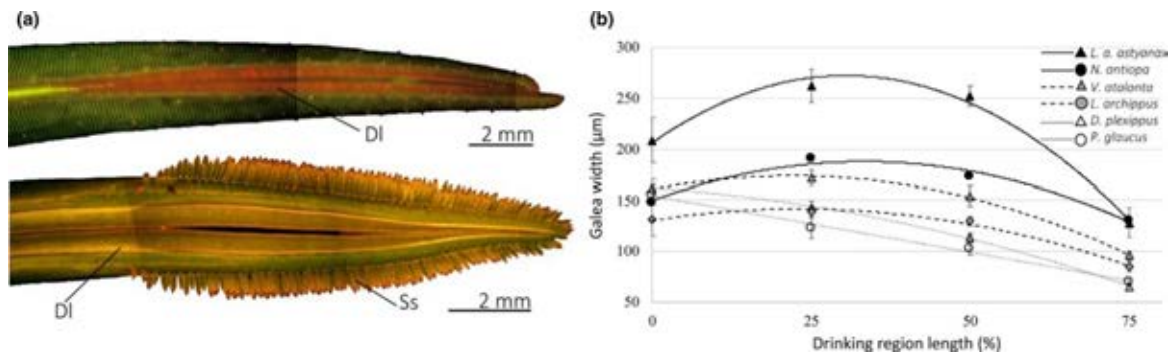 (a)
Dl
2 mm
Dl
Ss
2 mm
(b)
Galea width (µm)
300
250
200
150
100
50
0
25
50
75
Drinking region length (%)
L. a. astyanax
N. antiopa
V. atalanta
L. archippus
D. plexippus
P. glaucus